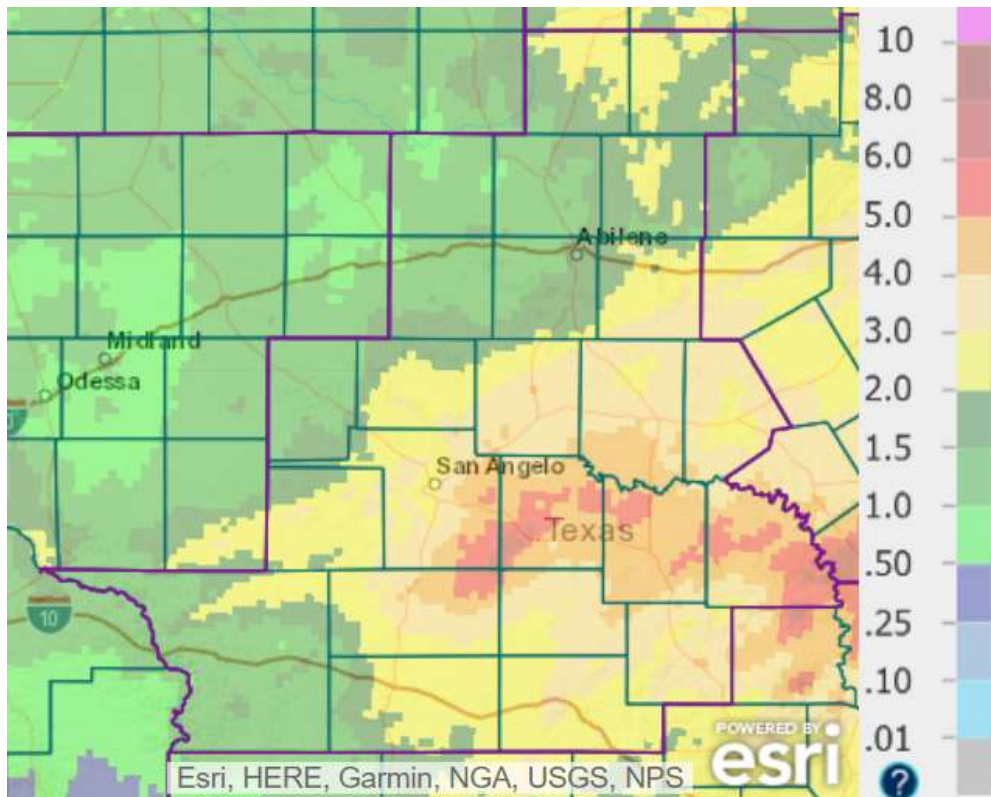 Abilene
Midland
Odessa
San Angelo
Texas
10
POWERED BY
esri
Esri, HERE, Garmin, NGA, USGS, NPS
10
8.0
6.0
5.0
4.0
3.0
2.0
1.5
1.0
.50
.25
.10
.01
?